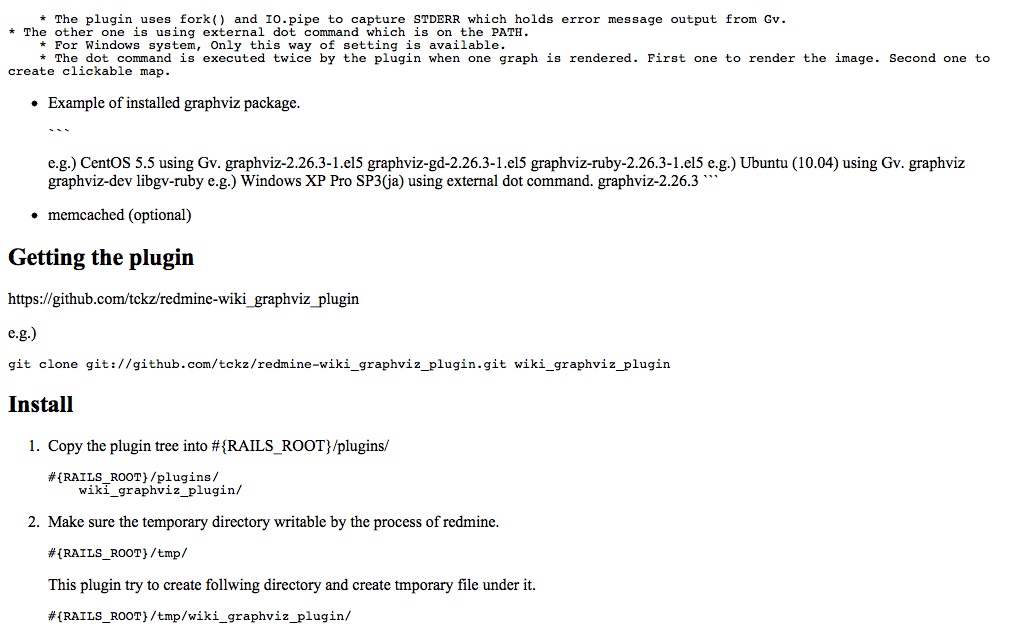 * The plugin uses fork() and IO.pipe to capture STDERR which holds error message output from Gv.
* The other one is using external dot command which is on the PATH.
* For Windows system, Only this way of setting is available.
* The dot command is executed twice by the plugin when one graph is rendered. First one to render the image. Second one to
create clickable map.
• Example of installed graphviz package.
```
e.g.) CentOS 5.5 using Gv. graphviz-2.26.3-1.el5 graphviz-gd-2.26.3-1.el5 graphviz-ruby-2.26.3-1.el5 e.g.) Ubuntu (10.04) using Gv. graphviz
graphviz-dev libgv-ruby e.g.) Windows XP Pro SP3(ja) using external dot command. graphviz-2.26.3 ```
• memcached (optional)
Getting the plugin
https://github.com/tckz/redmine-wiki_graphviz_plugin
e.g.)
git clone git://github.com/tckz/redmine-wiki_graphviz_plugin.git wiki_graphviz_plugin
Install
1. Copy the plugin tree into #{RAILS_ROOT}/plugins/
#{RAILS_ROOT}/plugins/
wiki_graphviz_plugin/
2. Make sure the temporary directory writable by the process of redmine.
#{RAILS_ROOT}/tmp/
This plugin try to create follwing directory and create tmporary file under it.
#{RAILS_ROOT}/tmp/wiki_graphviz_plugin/